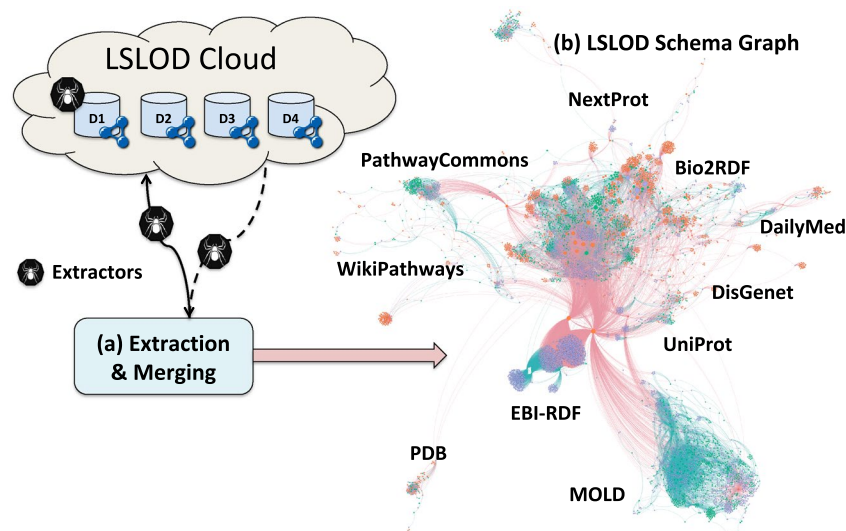 LSLOD Cloud
D1
D2
D3
D4
Extractors
(a) Extraction
& Merging
(b) LSLOD Schema Graph
NextProt
PathwayCommons
Bio2RDF
DailyMed
WikiPathways
DisGenet
UniProt
EBI-RDF
PDB
MOLD